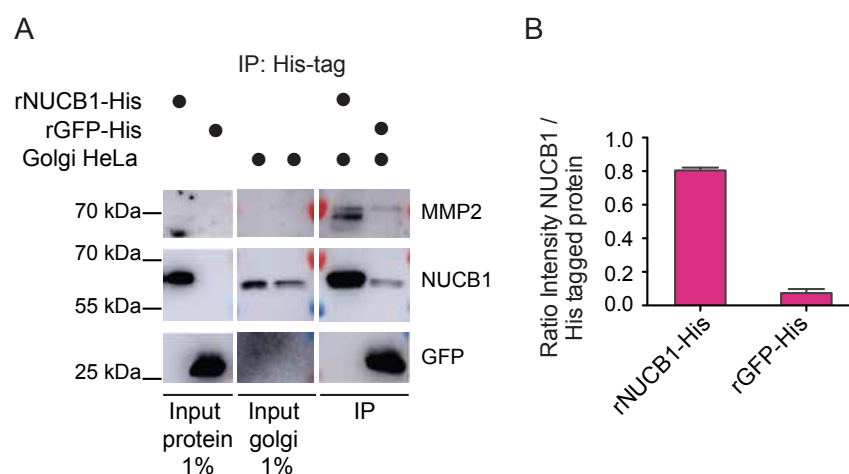 A
IP: His-tag
rNUCB1-His
rGFP-His
Golgi HeLa
70 kDa
MMP2
70 kDa
NUCB1
55 kDa
GFP
25 kDa
Input
protein
1%
Input
golgi
1%
IP
B
Ratio Intensity NUCB1 /
His tagged protein
1.0
0.8
0.6
0.4
0.2
0.0
rNUCB1-His
rGFP-His